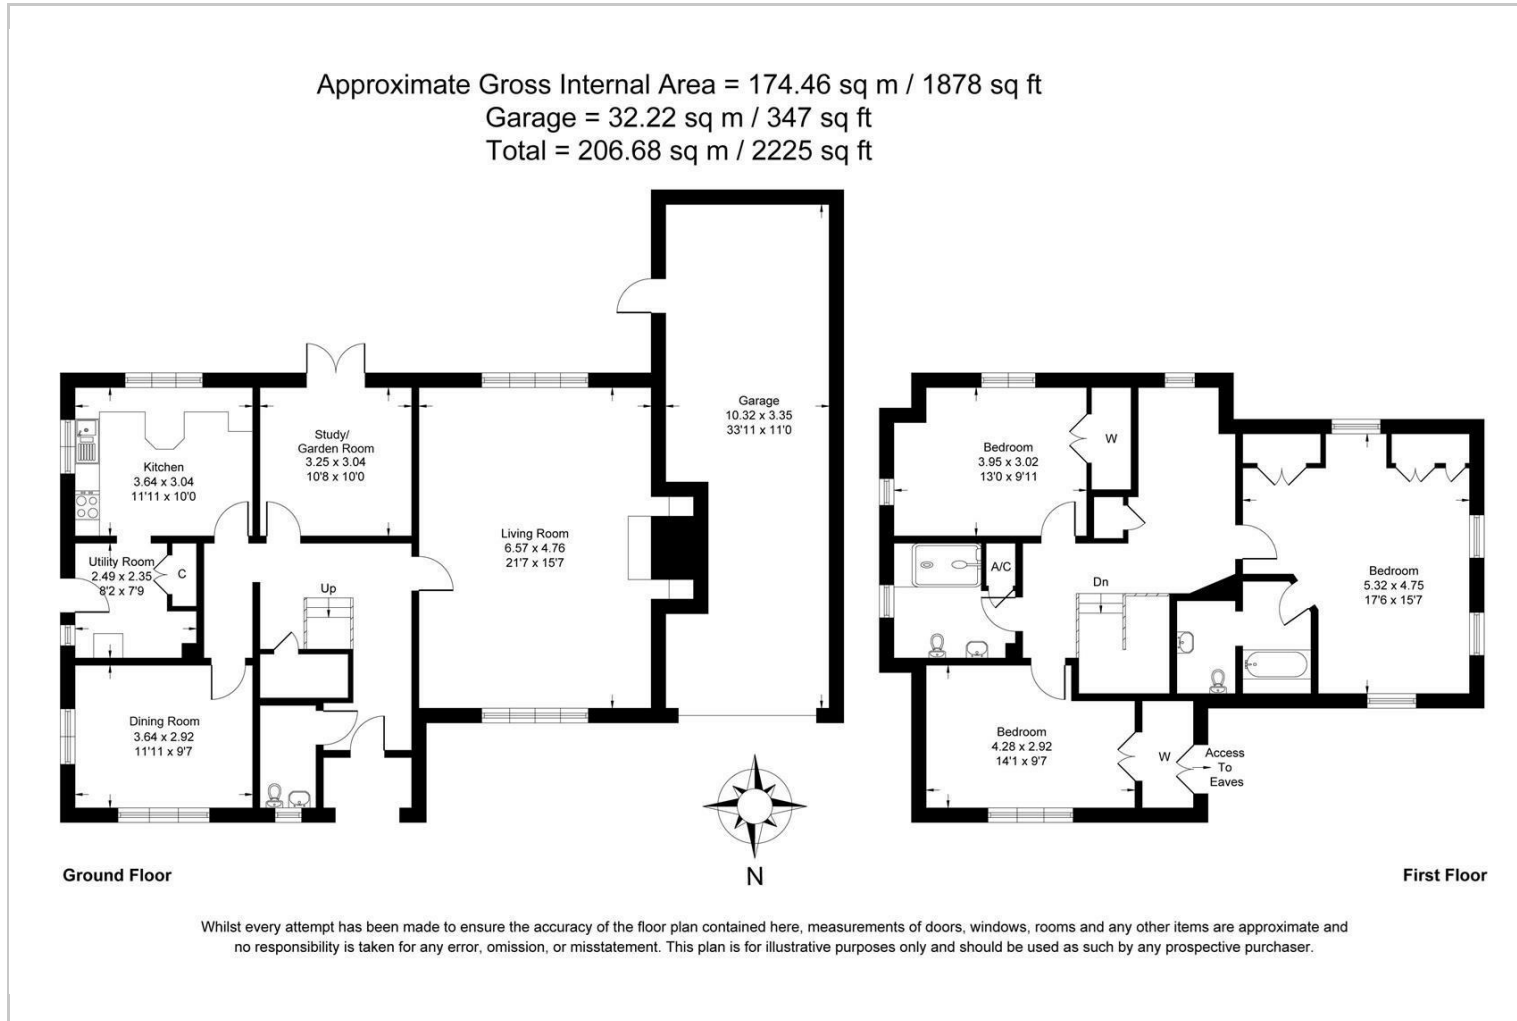 Approximate Gross Internal Area = 174.46 sq m / 1878 sq ft
Garage = 32.22 sq m / 347 sq ft
Total = 206.68 sq m / 2225 sq ft
Kitchen
3.64 x 3.04
11'11 x 10'0
Study/
Garden Room
3.25 x 3.04
10'8 x 10'0
Living Room
6.57 x 4.76
21'7 x 15'7
Garage
10.32 x 3.35
33'11 x 11'0
Utility Room
2.49 x 2.35
8'2 x 7'9
C
Up
Dining Room
3.64 x 2.92
11'11 x 9'7
N
Ground Floor
Bedroom
3.95 x 3.02
13'0 x 9'11
W
A/C
Dn
Bedroom
5.32 x 4.75
17'6 x 15'7
Bedroom
4.28 x 2.92
14'1 x 9'7
W
Access
To
Eaves
First Floor
Whilst every attempt has been made to ensure the accuracy of the floor plan contained here, measurements of doors, windows, rooms and any other items are approximate and
no responsibility is taken for any error, omission, or misstatement. This plan is for illustrative purposes only and should be used as such by any prospective purchaser.